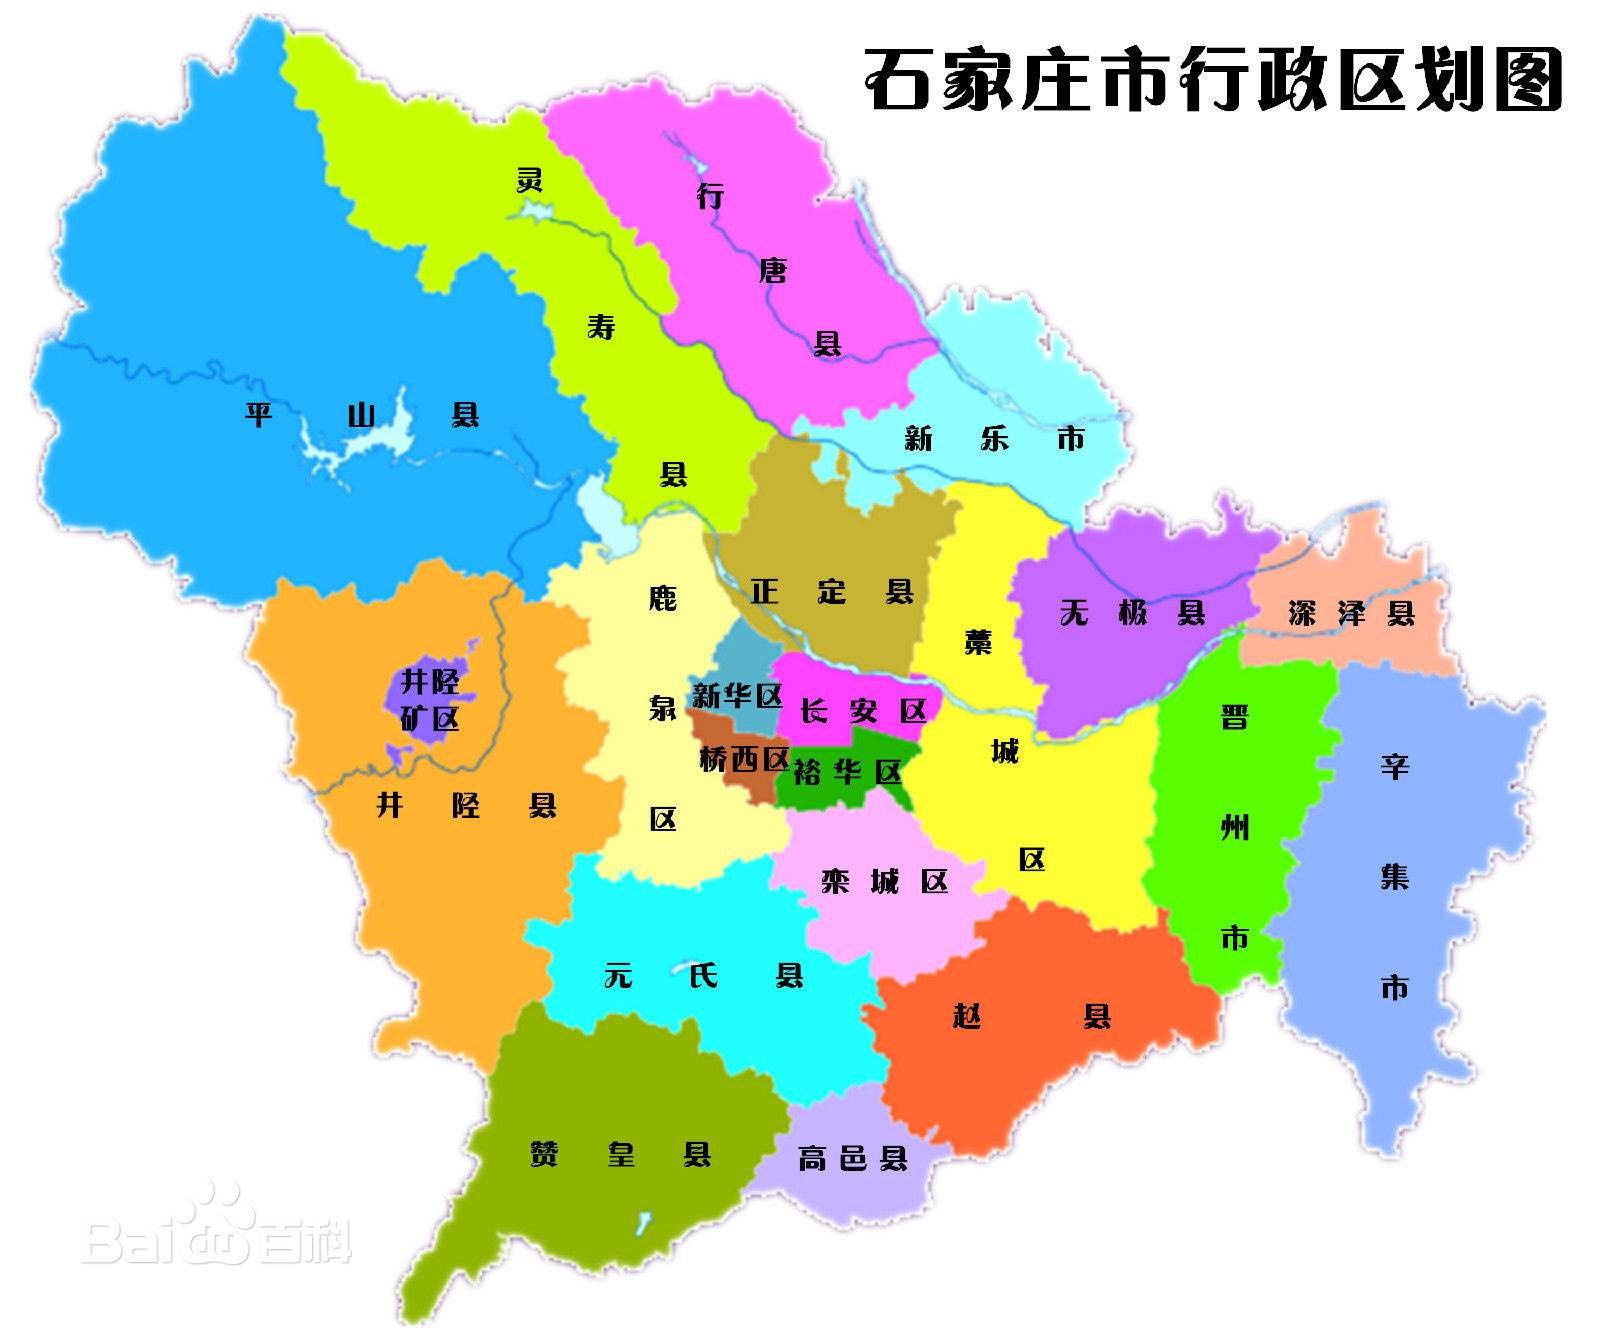 石家庄市行政区划图
灵寿县
行唐县
平山县
新乐市
鹿泉区
正定县
藁城区
无极县
深泽县
井陉
矿区
新华区
长安区
晋州市
桥西区
裕华区
辛集市
井陉县
栾城区
元氏县
赵县
赞皇县
高邑县
Bai百科